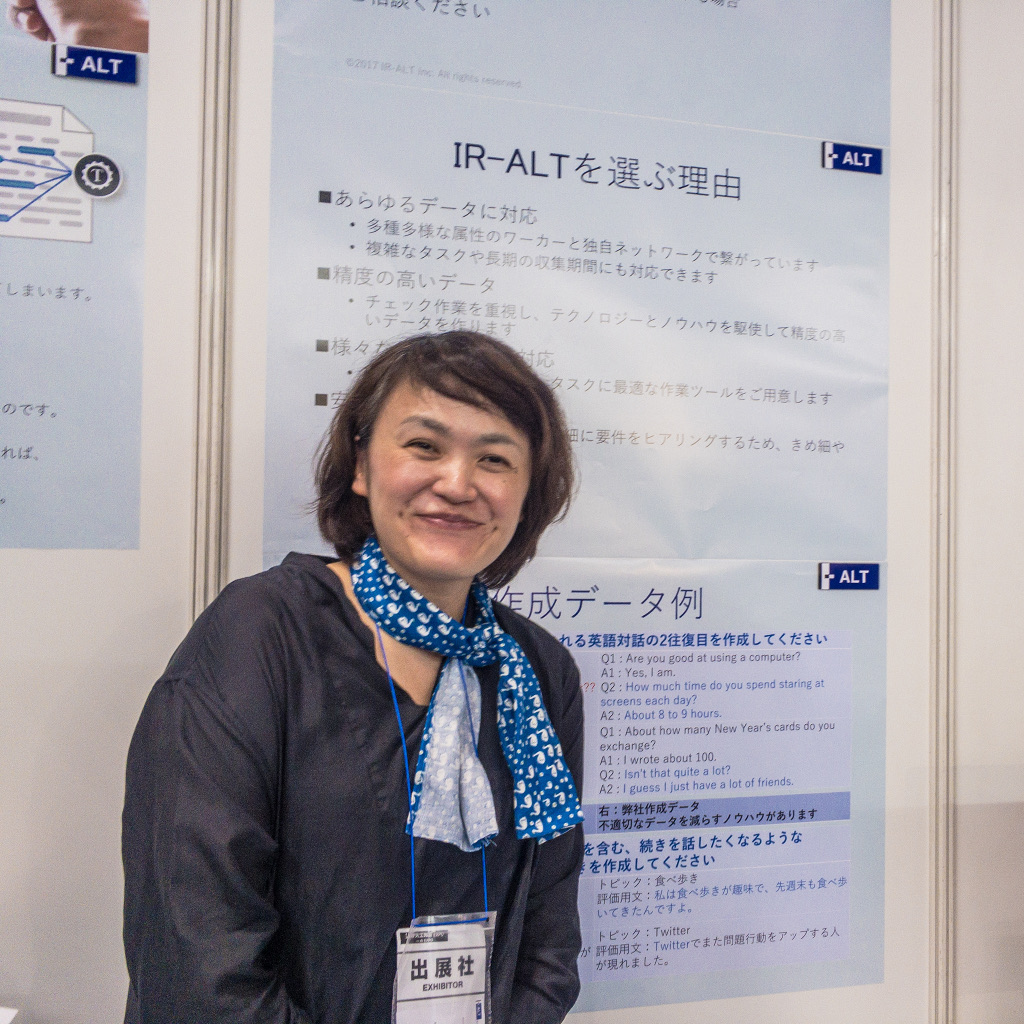 ご相談ください
©2017 IR-ALT Inc. All rights reserved
ALT
T
しまいます。
のです。
れば、
IR-ALTを選ぶ理由
ALT
■あらゆるデータに対応
• 多種多様な属性のワーカーと独自ネットワークで繋がっています
• 複雑なタスクや長期の収集期間にも対応できます
■精度の高いデータ
• チェック作業を重視し、テクノロジーとノウハウを駆使して精度の高
いデータを作ります
■様々な
対応
タスクに最適な作業ツールをご用意します
■安
細に要件をヒアリングするため、きめ細や
ALT
作成データ例
れる英語対話の2往復目を作成してください
Q1 : Are you good at using a computer?
A1 : Yes, I am.
?? Q2 : How much time do you spend staring at
screens each day?
A2 : About 8 to 9 hours.
Q1 : About how many New Year's cards do you
exchange?
A1 : I wrote about 100.
Q2 : Isn't that quite a lot?
A2 : I guess I just have a lot of friends.
右：弊社作成データ
不適切なデータを減らすノウハウがあります
を含む、続きを話したくなるような
を作成してください
トピック：食べ歩き
評価用文：私は食べ歩きが趣味で、先週末も食べ歩
いてきたんですよ。
トピック：Twitter
が 評価用文：Twitterでまた問題行動をアップする人
が現れました。
出展社
EXHIBITOR